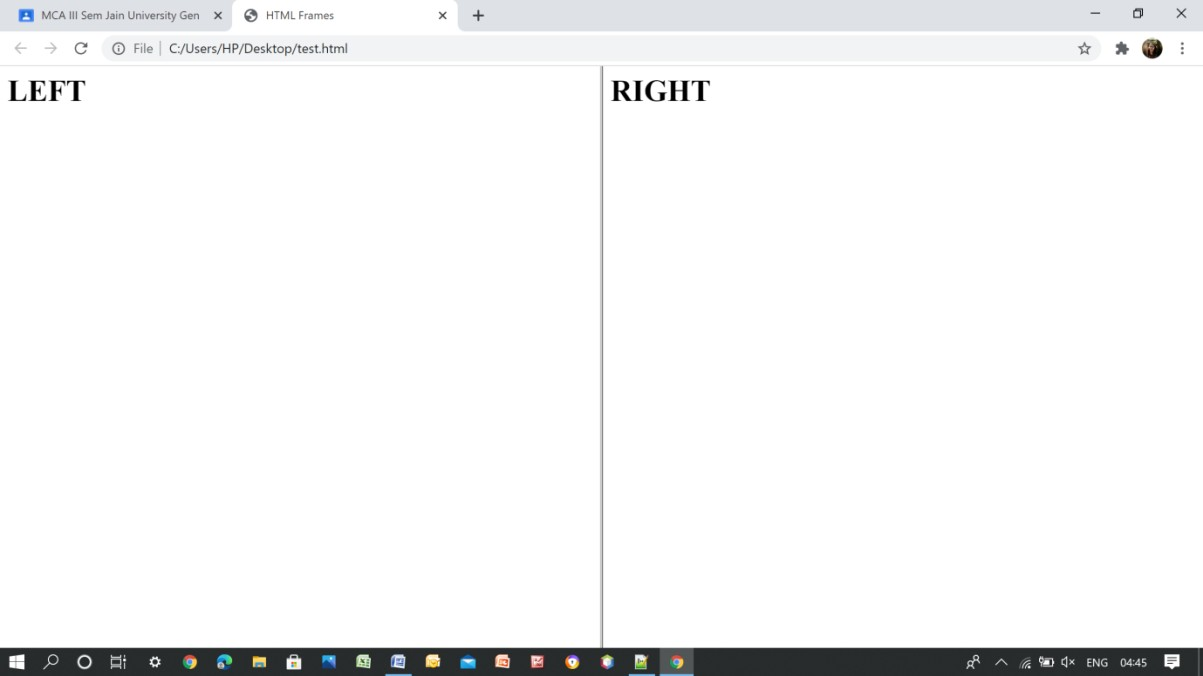 MCA III Sem Jain University Gen
HTML Frames
File
C:/Users/HP/Desktop/test.html
LEFT
RIGHT
ENG
04:45